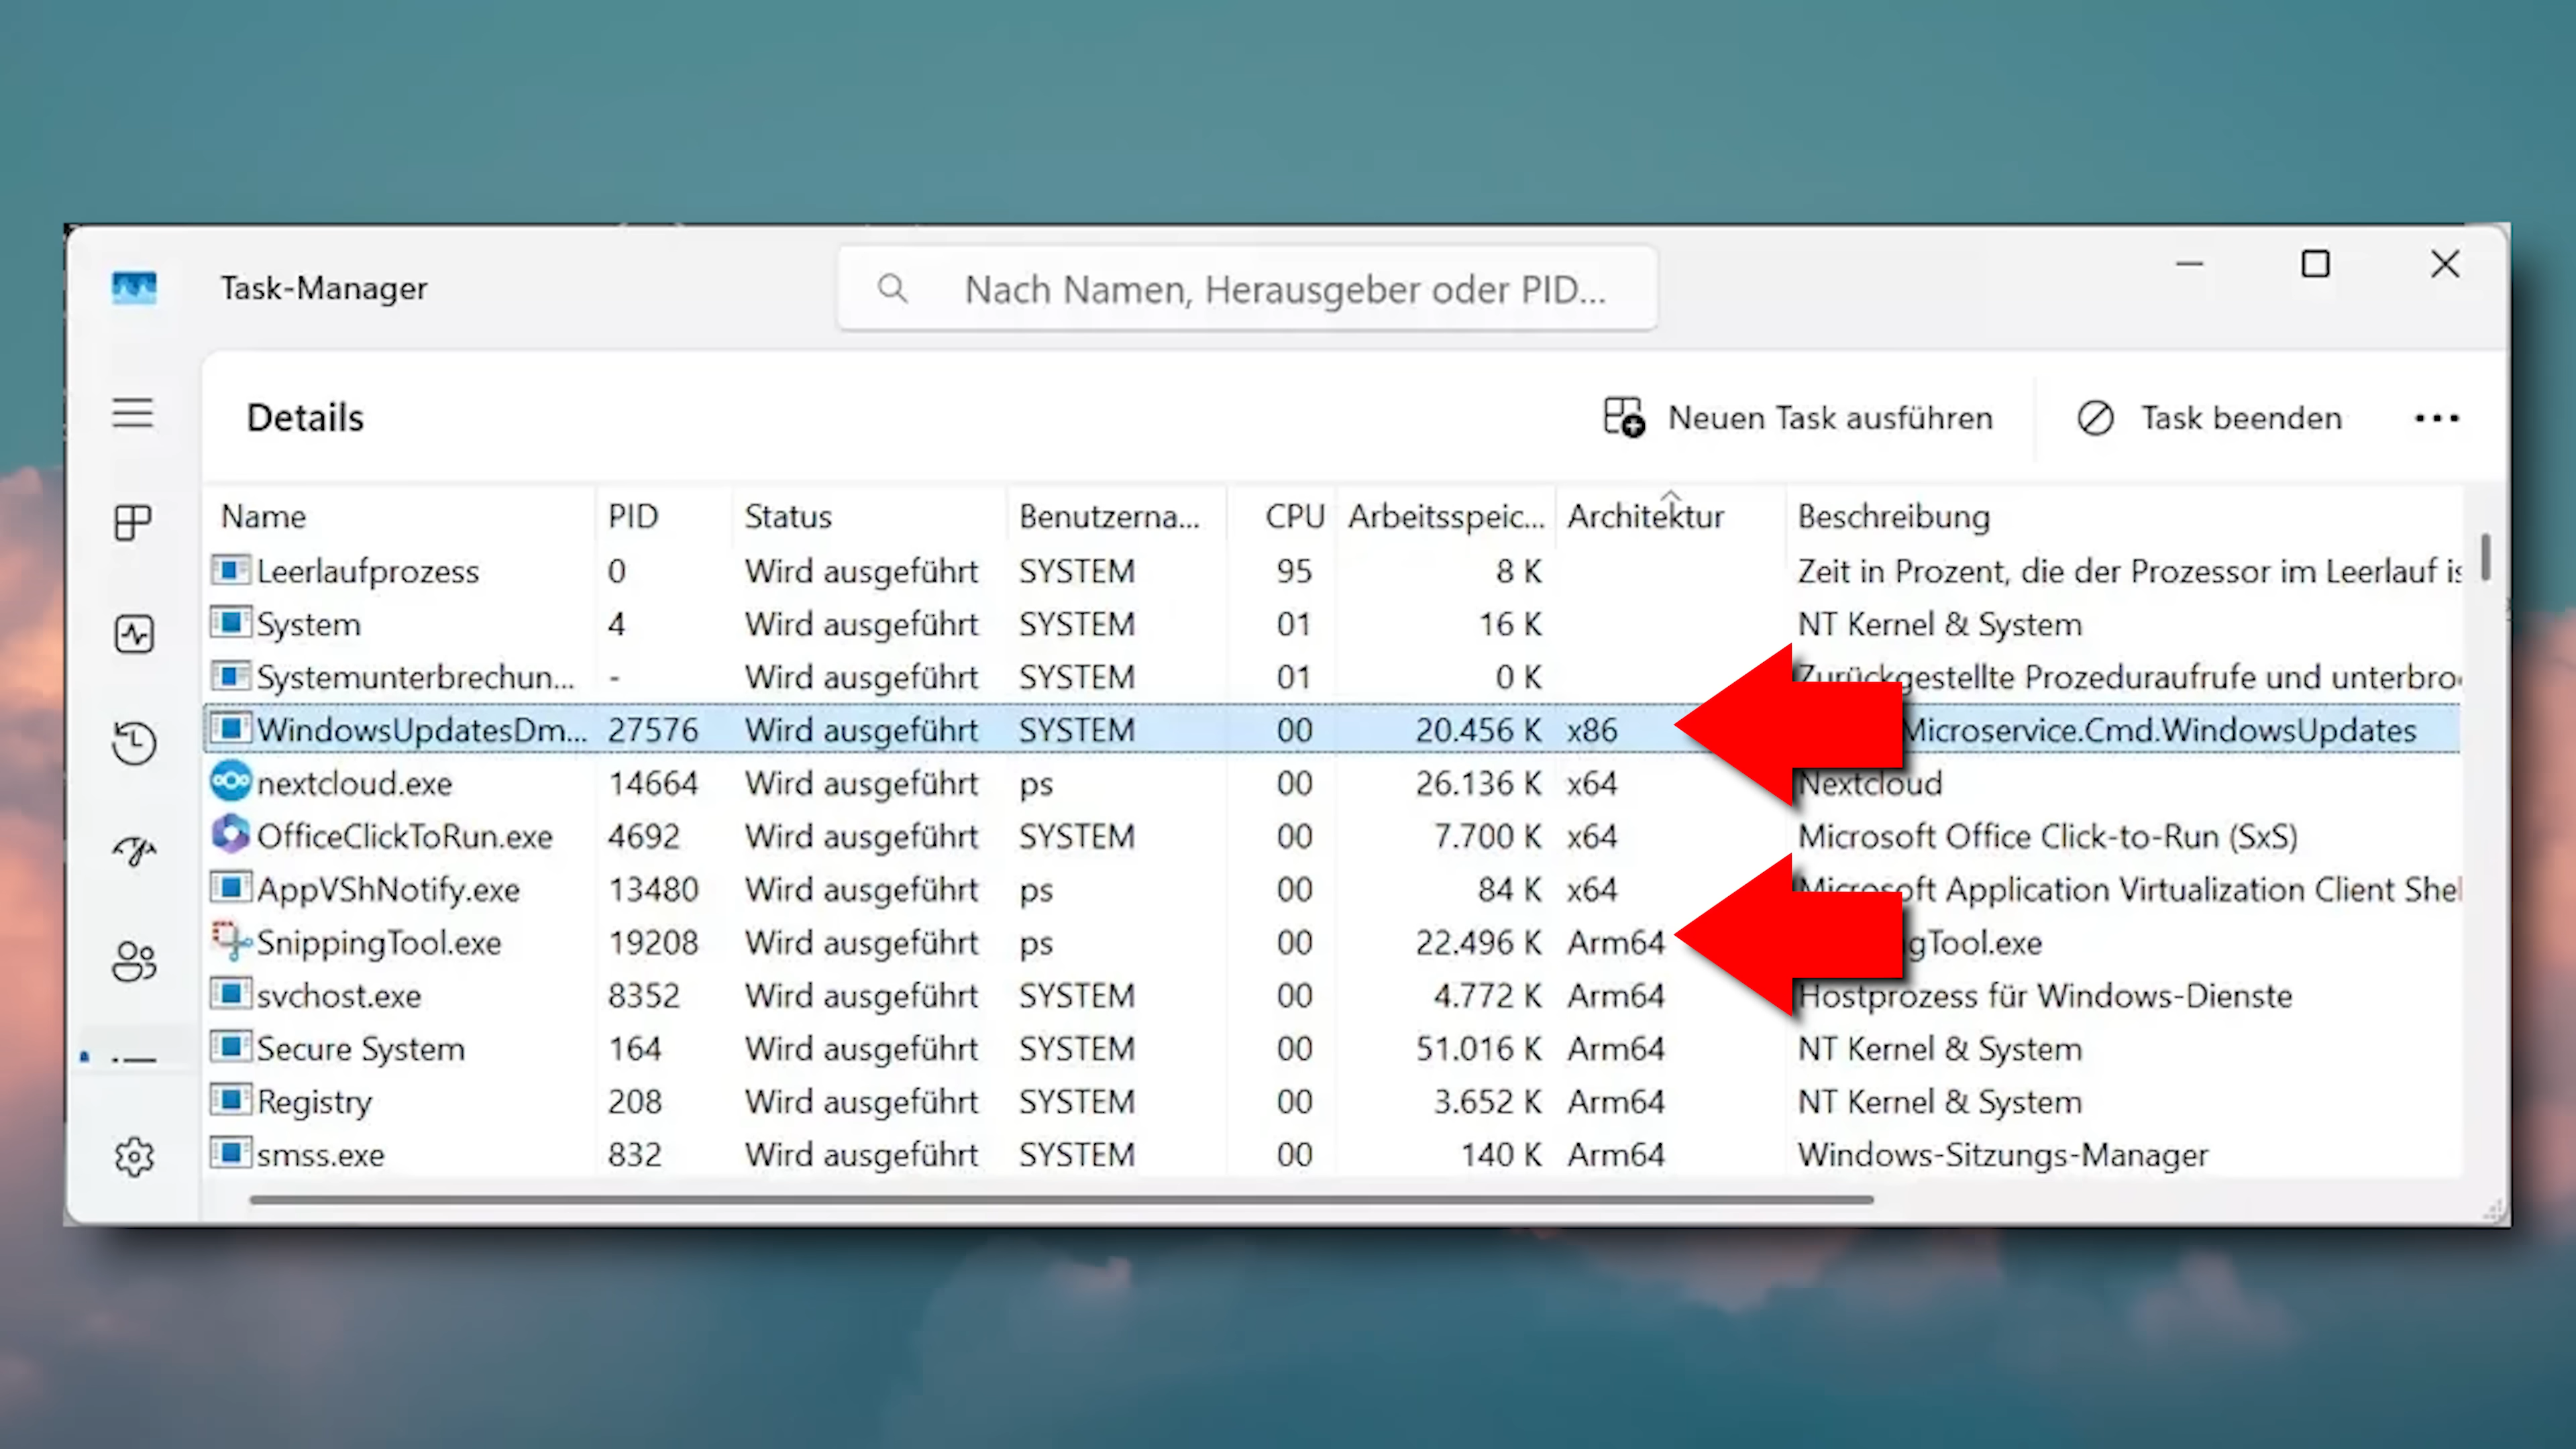 Task-Manager
Nach Namen, Herausgeber oder PID...
Details
Neuen Task ausführen
Task beenden
Name PID Status Benutzerna... CPU Arbeitsspeic... Architektur Beschreibung
Leerlaufprozess 0 Wird ausgeführt SYSTEM 95 8 K Zeit in Prozent, die der Prozessor im Leerlauf
System 4 Wird ausgeführt SYSTEM 01 16 K NT Kernel & System
Systemunterbrechun... - Wird ausgeführt SYSTEM 01 0 K Zurückgestellte Prozeduraufrufe und
WindowsUpdatesDm... 27576 Wird ausgeführt SYSTEM 00 20.456 K x86 Microservice.Cmd.WindowsUpdates
nextcloud.exe 14664 Wird ausgeführt ps 00 26.136 K x64 Nextcloud
OfficeClickToRun.exe 4692 Wird ausgeführt SYSTEM 00 7.700 K x64 Microsoft Office Click-to-Run (SxS)
AppVShNotify.exe 13480 Wird ausgeführt ps 00 84 K x64 Microsoft Application Virtualization Client
SnippingTool.exe 19208 Wird ausgeführt ps 00 22.496 K Arm64 gTool.exe
svchost.exe 8352 Wird ausgeführt SYSTEM 00 4.772 K Arm64 Hostprozess für Windows-Dienste
Secure System 164 Wird ausgeführt SYSTEM 00 51.016 K Arm64 NT Kernel & System
Registry 208 Wird ausgeführt SYSTEM 00 3.652 K Arm64 NT Kernel & System
smss.exe 832 Wird ausgeführt SYSTEM 00 140 K Arm64 Windows-Sitzungs-Manager